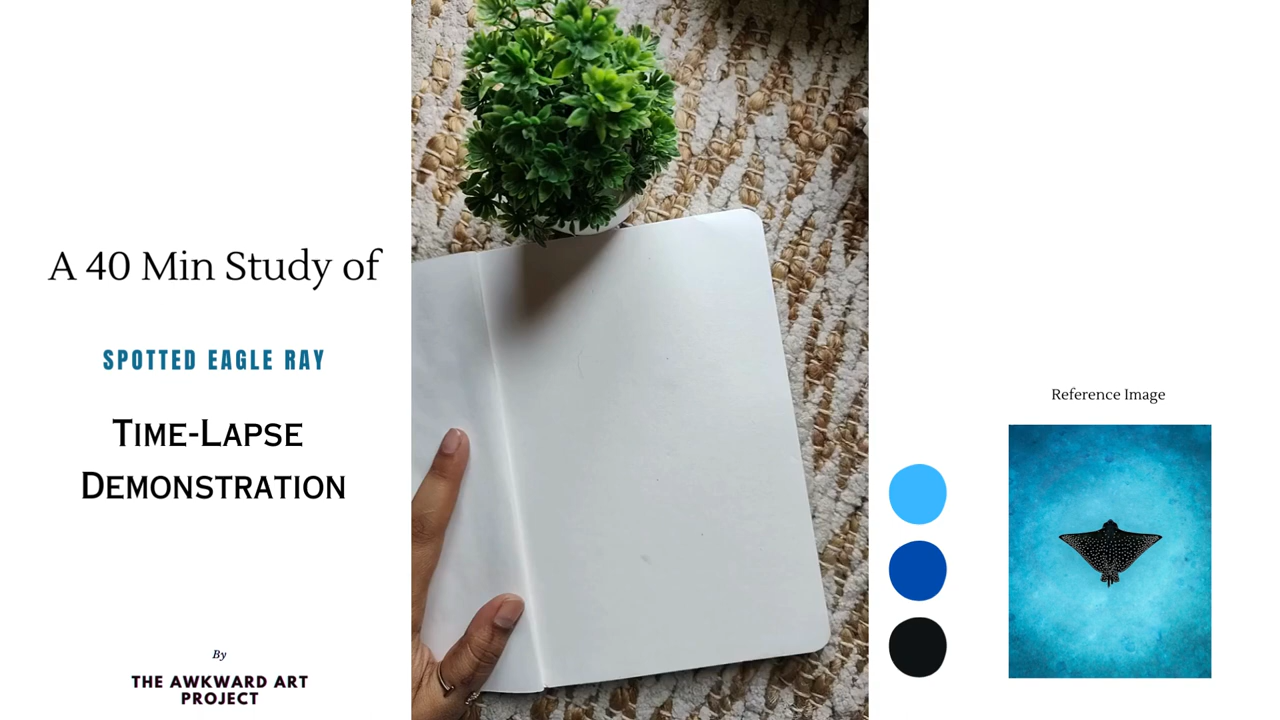 A 40 Min Study of
SPOTTED EAGLE RAY
TIME-LAPSE
DEMONSTRATION
By
THE AWKWARD ART
PROJECT
Reference Image